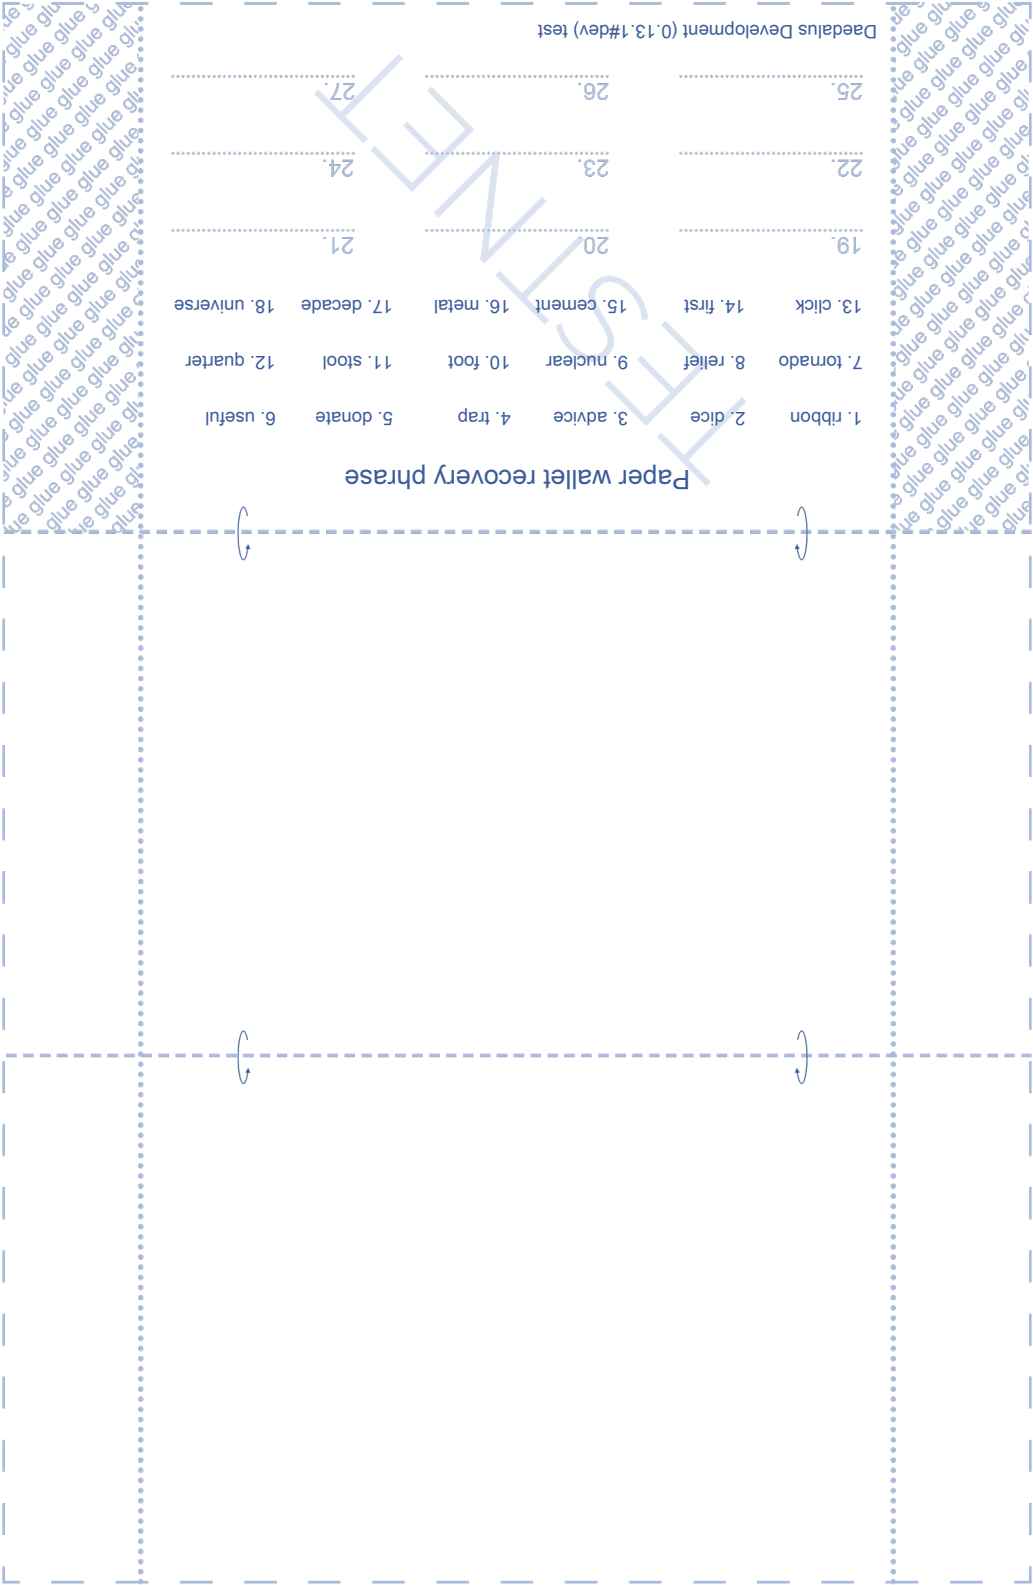 Paper wallet recovery phrase
1. ribbon 2. dice 3. advice 4. trap 5. donate 6. useful
7. tornado 8. relief 9. nuclear 10. foot 11. stool 12. quarter
13. click 14. first 15. cement 16. metal 17. decade 18. universe
19. 20. 21.
22. 23. 24.
25. 26. 27.
Daedalus Development (0.13.1#dev) test
TESTNET
glue glue glue glue glue glue